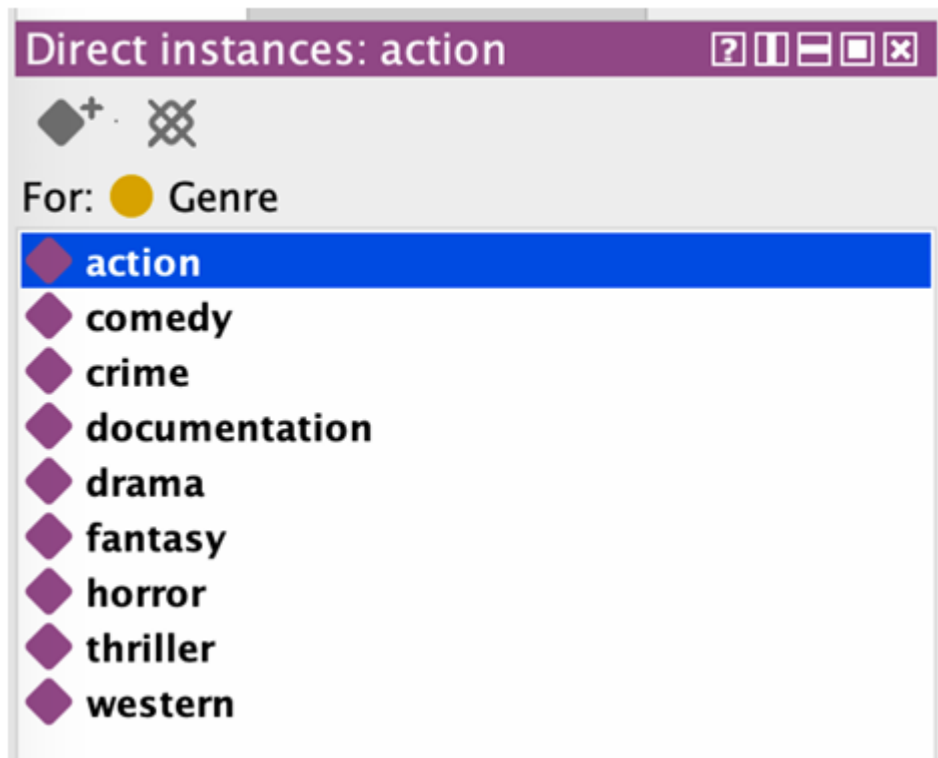 Direct instances: action
For: Genre
action
comedy
crime
documentation
drama
fantasy
horror
thriller
western